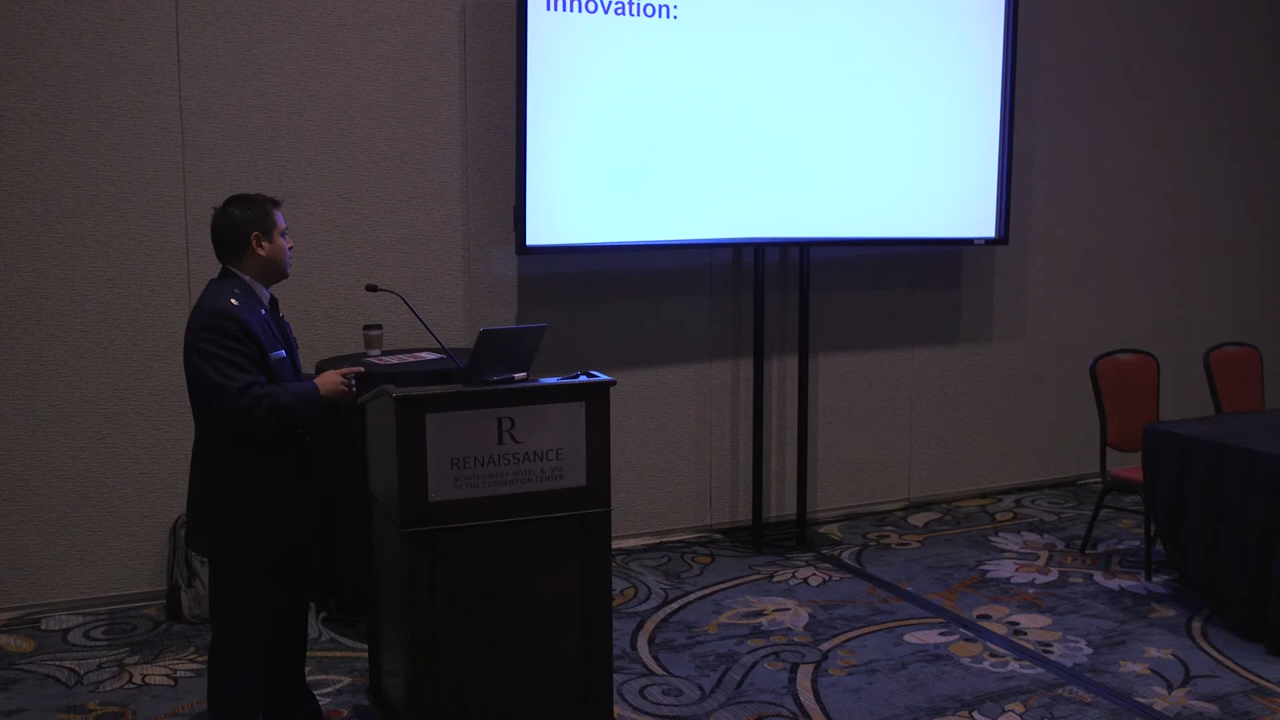 Innovation:
R
RENAISSANCE
MONTGOMERY HOTEL & SPA
AT THE CONVENTION CENTER